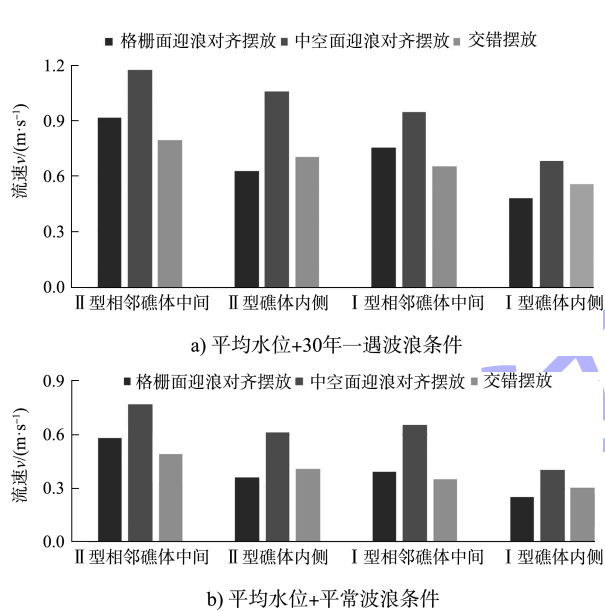 ■ 格栅面迎浪对齐摆放 ■ 中空面迎浪对齐摆放 ■ 交错摆放
1.2
0.9
0.6
0.3
0.0
流速v/(m·s⁻¹)
Ⅱ型相邻礁体中间 Ⅱ型礁体内侧 Ⅰ型相邻礁体中间 Ⅰ型礁体内侧
a) 平均水位+30年一遇波浪条件
■ 格栅面迎浪对齐摆放 ■ 中空面迎浪对齐摆放 ■ 交错摆放
0.9
0.6
0.3
0.0
流速v/(m·s⁻¹)
Ⅱ型相邻礁体中间 Ⅱ型礁体内侧 Ⅰ型相邻礁体中间 Ⅰ型礁体内侧
b) 平均水位+平常波浪条件